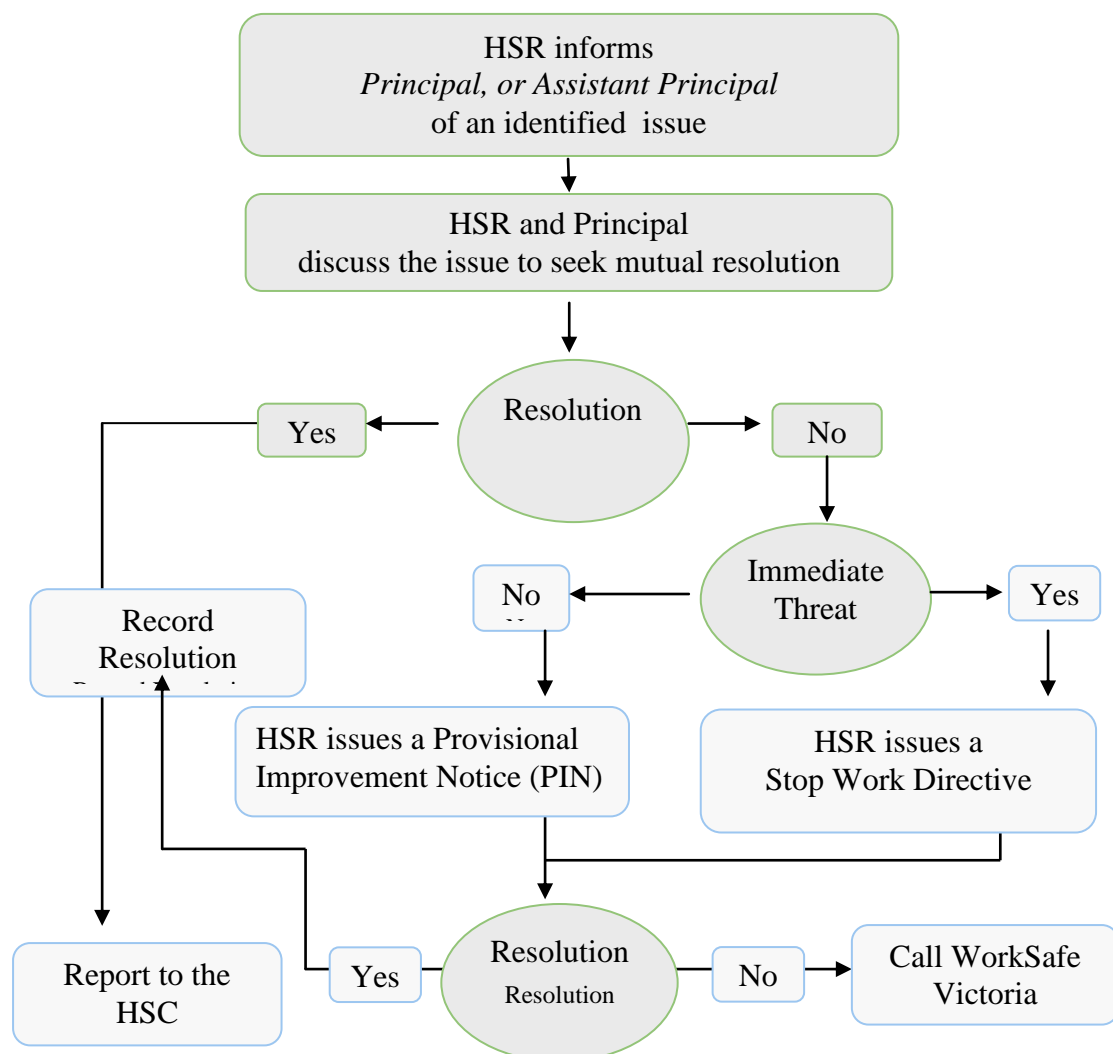 HSR informs
Principal, or Assistant Principal
of an identified issue
HSR and Principal
discuss the issue to seek mutual resolution
Resolution
Yes
No
Immediate
Threat
No
Yes
Record
Resolution
HSR issues a Provisional
Improvement Notice (PIN)
HSR issues a
Stop Work Directive
Resolution
Resolution
Yes
No
Report to the
HSC
Call WorkSafe
Victoria